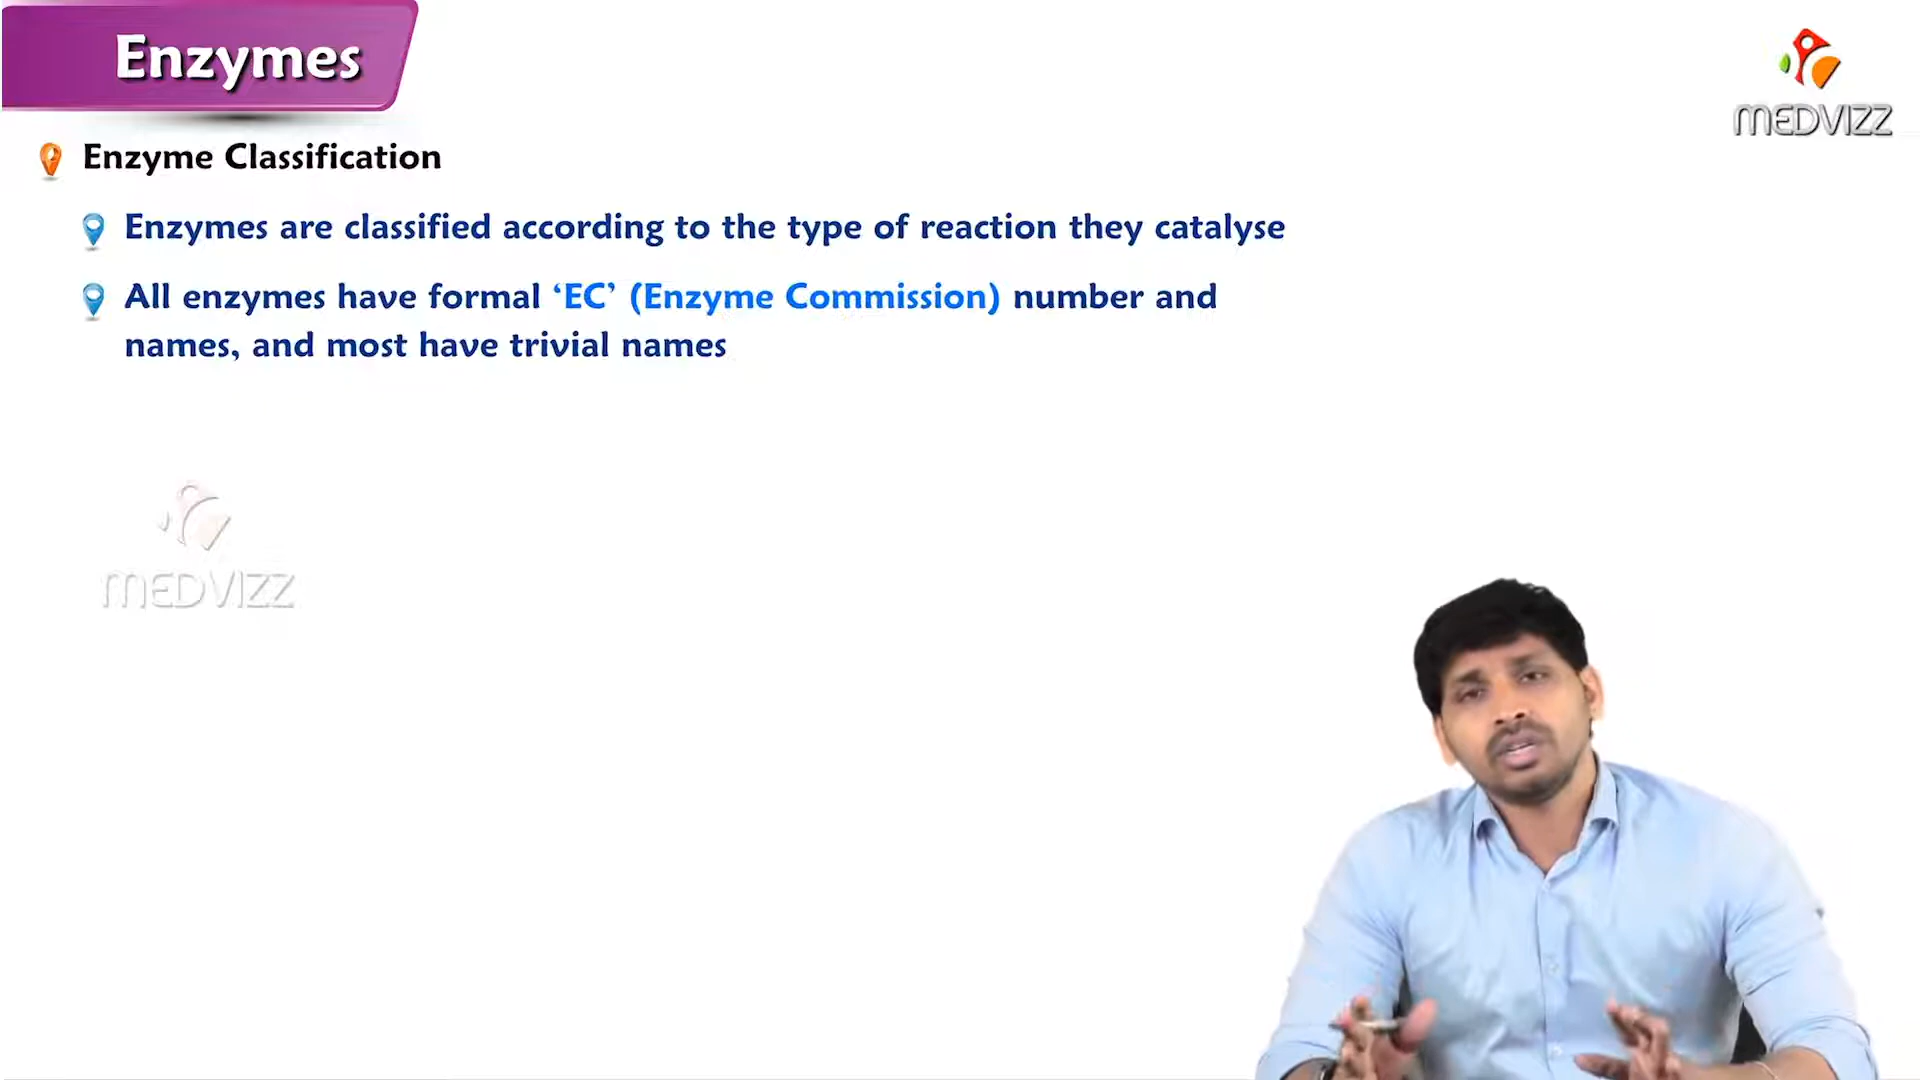 Enzymes
MEDVIZZ
Enzyme Classification
Enzymes are classified according to the type of reaction they catalyse
All enzymes have formal ‘EC’ (Enzyme Commission) number and
names, and most have trivial names
MEDVIZZ